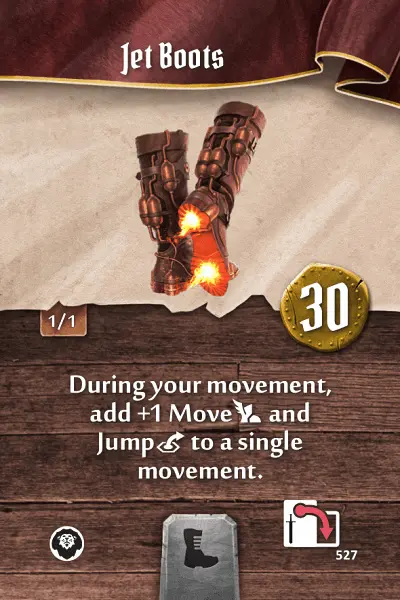 Jet Boots
30
1/1
During your movement,
add +1 Move and
Jump to a single
movement.
527